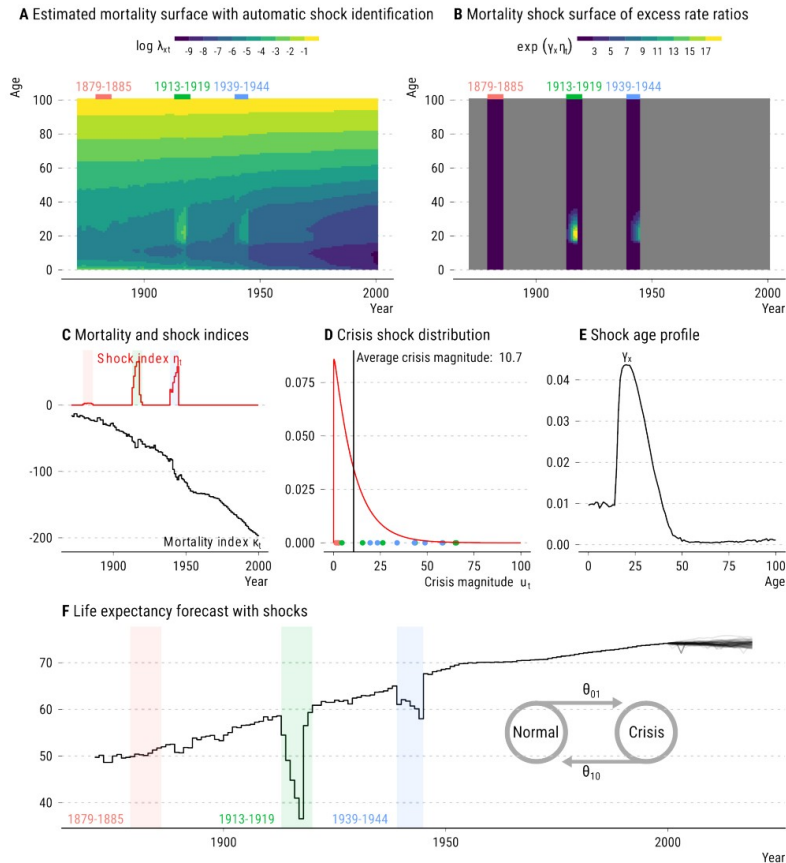 A Estimated mortality surface with automatic shock identification
log λxt -9 -8 -7 -6 -5 -4 -3 -2 -1
Age
1879-1885 1913-1919 1939-1944
100
80
60
40
20
0
1900 1950 2000
Year
B Mortality shock surface of excess rate ratios
exp (γxηt) 3 5 7 9 11 13 15 17
Age
1879-1885 1913-1919 1939-1944
100
80
60
40
20
0
1900 1950 2000
Year
C Mortality and shock indices
Shock index ηt
0
-100
-200
Mortality index κt
1900 1950 2000
Year
D Crisis shock distribution
Average crisis magnitude: 10.7
0.075
0.050
0.025
0.000
0 25 50 75 100
Crisis magnitude ut
E Shock age profile
γx
0.04
0.03
0.02
0.01
0.00
0 25 50 75 100
Age
F Life expectancy forecast with shocks
70
60
50
40
θ01
Normal Crisis
θ10
1879-1885 1913-1919 1939-1944
1900 1950 2000
Year